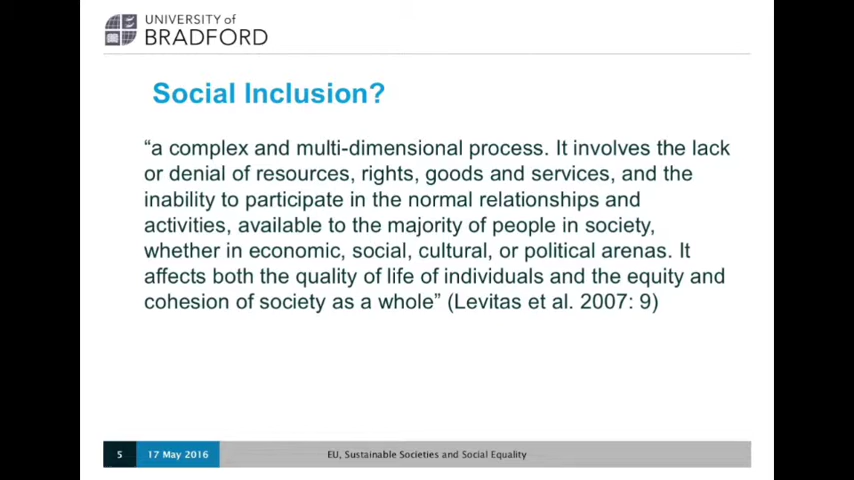 UNIVERSITY of
BRADFORD
Social Inclusion?
“a complex and multi-dimensional process. It involves the lack
or denial of resources, rights, goods and services, and the
inability to participate in the normal relationships and
activities, available to the majority of people in society,
whether in economic, social, cultural, or political arenas. It
affects both the quality of life of individuals and the equity and
cohesion of society as a whole” (Levitas et al. 2007: 9)
5 17 May 2016 EU, Sustainable Societies and Social Equality